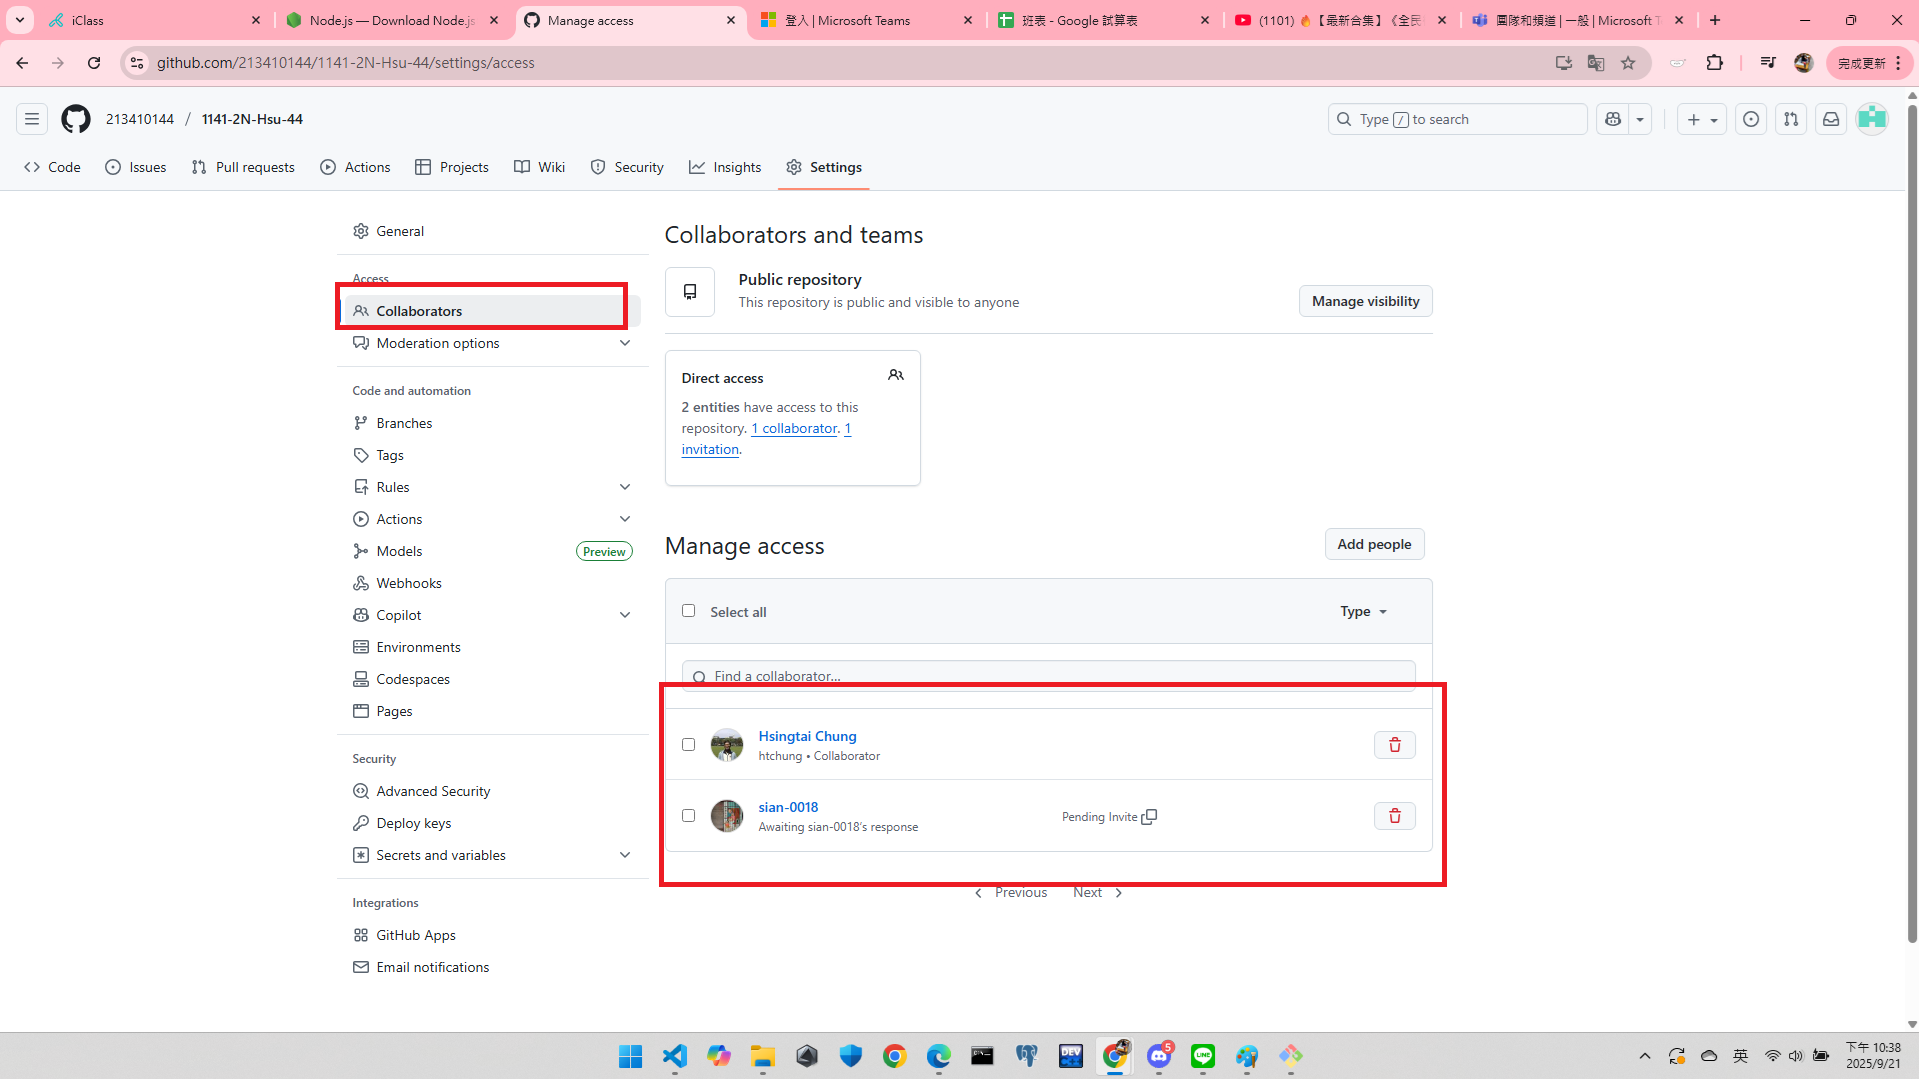 iClass
Node.js — Download Node.js
Manage access
登入 | Microsoft Teams
班表 - Google 試算表
(1101) 🔥【最新合集】《全民
團隊和頻道 | 一般 | Microsoft T
github.com/213410144/1141-2N-Hsu-44/settings/access
完成更新
213410144 / 1141-2N-Hsu-44
Type / to search
Code
Issues
Pull requests
Actions
Projects
Wiki
Security
Insights
Settings
General
Access
Collaborators
Moderation options
Code and automation
Branches
Tags
Rules
Actions
Models
Preview
Webhooks
Copilot
Environments
Codespaces
Pages
Security
Advanced Security
Deploy keys
Secrets and variables
Integrations
GitHub Apps
Email notifications
Collaborators and teams
Public repository
This repository is public and visible to anyone
Manage visibility
Direct access
2 entities have access to this
repository. 1 collaborator. 1
invitation.
Manage access
Add people
Select all
Type
Find a collaborator...
Hsingtai Chung
htchung • Collaborator
sian-0018
Awaiting sian-0018's response
Pending Invite
Previous
Next
DEV
5
LINE
英
下午 10:38
2025/9/21